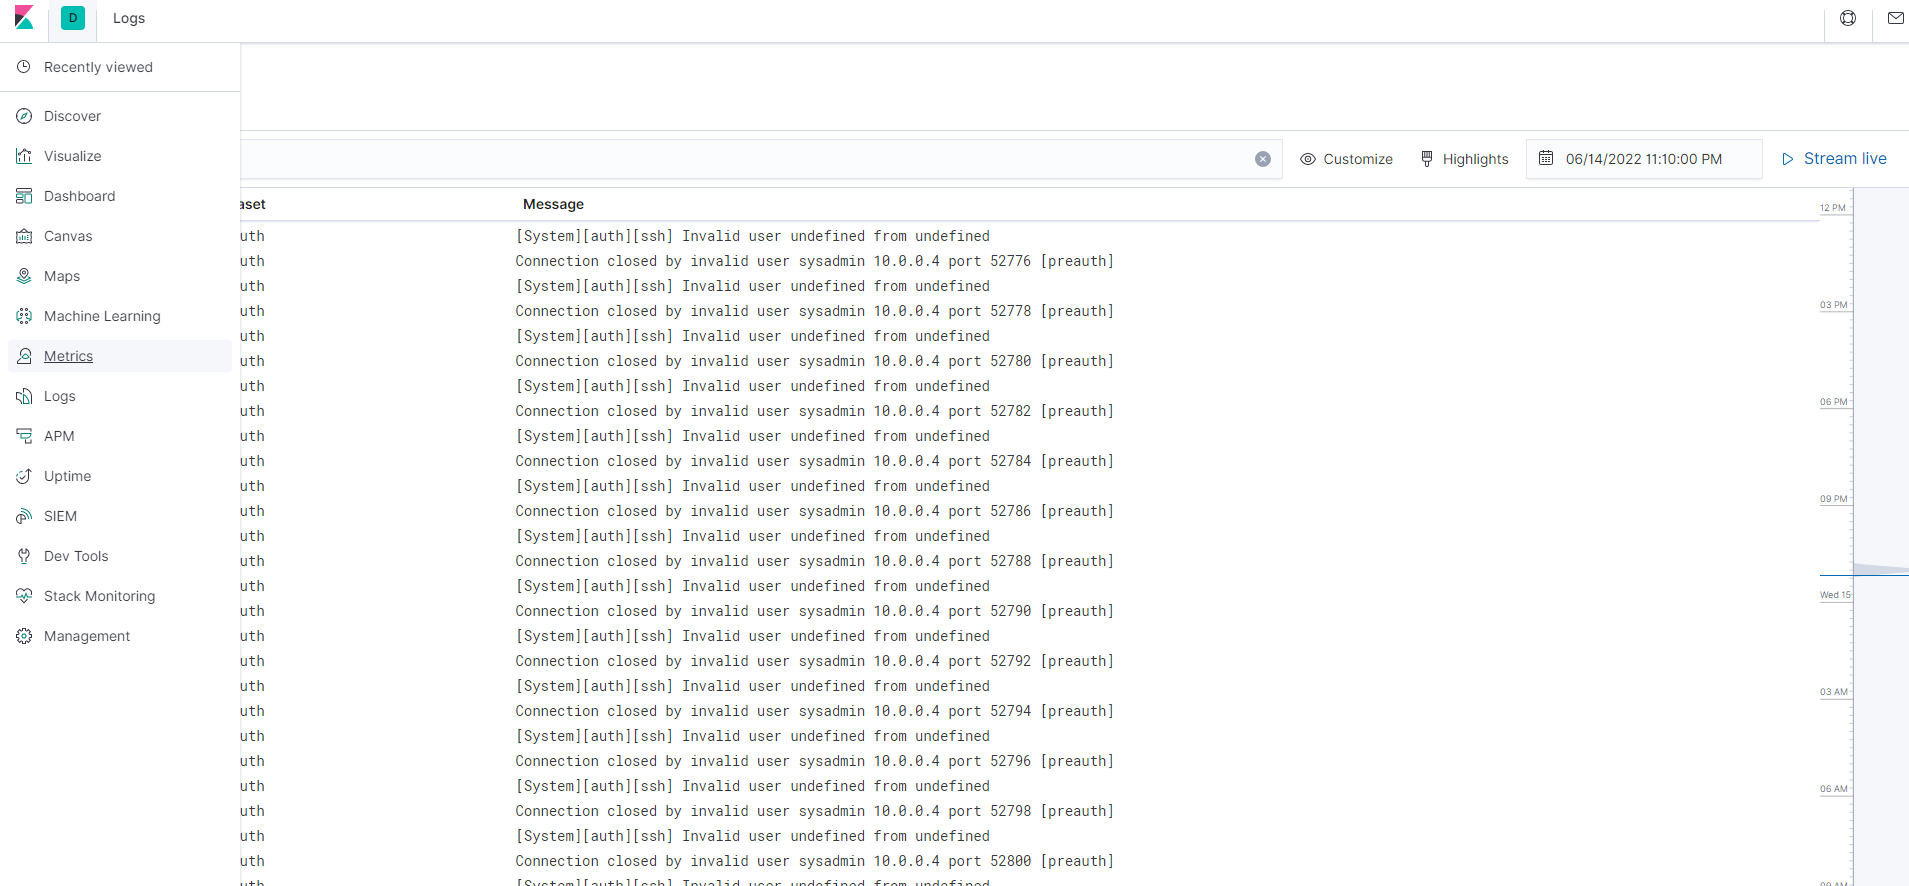 D Logs
Recently viewed
Discover
Visualize
Dashboard
Canvas
Maps
Machine Learning
Metrics
Logs
APM
Uptime
SIEM
Dev Tools
Stack Monitoring
Management
Customize Highlights 06/14/2022 11:10:00 PM Stream live
aset Message
uth [System][auth][ssh] Invalid user undefined from undefined
uth Connection closed by invalid user sysadmin 10.0.0.4 port 52776 [preauth]
uth [System][auth][ssh] Invalid user undefined from undefined
uth Connection closed by invalid user sysadmin 10.0.0.4 port 52778 [preauth]
uth [System][auth][ssh] Invalid user undefined from undefined
uth Connection closed by invalid user sysadmin 10.0.0.4 port 52780 [preauth]
uth [System][auth][ssh] Invalid user undefined from undefined
uth Connection closed by invalid user sysadmin 10.0.0.4 port 52782 [preauth]
uth [System][auth][ssh] Invalid user undefined from undefined
uth Connection closed by invalid user sysadmin 10.0.0.4 port 52784 [preauth]
uth [System][auth][ssh] Invalid user undefined from undefined
uth Connection closed by invalid user sysadmin 10.0.0.4 port 52786 [preauth]
uth [System][auth][ssh] Invalid user undefined from undefined
uth Connection closed by invalid user sysadmin 10.0.0.4 port 52788 [preauth]
uth [System][auth][ssh] Invalid user undefined from undefined
uth Connection closed by invalid user sysadmin 10.0.0.4 port 52790 [preauth]
uth [System][auth][ssh] Invalid user undefined from undefined
uth Connection closed by invalid user sysadmin 10.0.0.4 port 52792 [preauth]
uth [System][auth][ssh] Invalid user undefined from undefined
uth Connection closed by invalid user sysadmin 10.0.0.4 port 52794 [preauth]
uth [System][auth][ssh] Invalid user undefined from undefined
uth Connection closed by invalid user sysadmin 10.0.0.4 port 52796 [preauth]
uth [System][auth][ssh] Invalid user undefined from undefined
uth Connection closed by invalid user sysadmin 10.0.0.4 port 52798 [preauth]
uth [System][auth][ssh] Invalid user undefined from undefined
uth Connection closed by invalid user sysadmin 10.0.0.4 port 52800 [preauth]
uth [System][auth][ssh] Invalid user undefined from undefined
12 PM
03 PM
06 PM
09 PM
Wed 15
03 AM
06 AM
09 AM